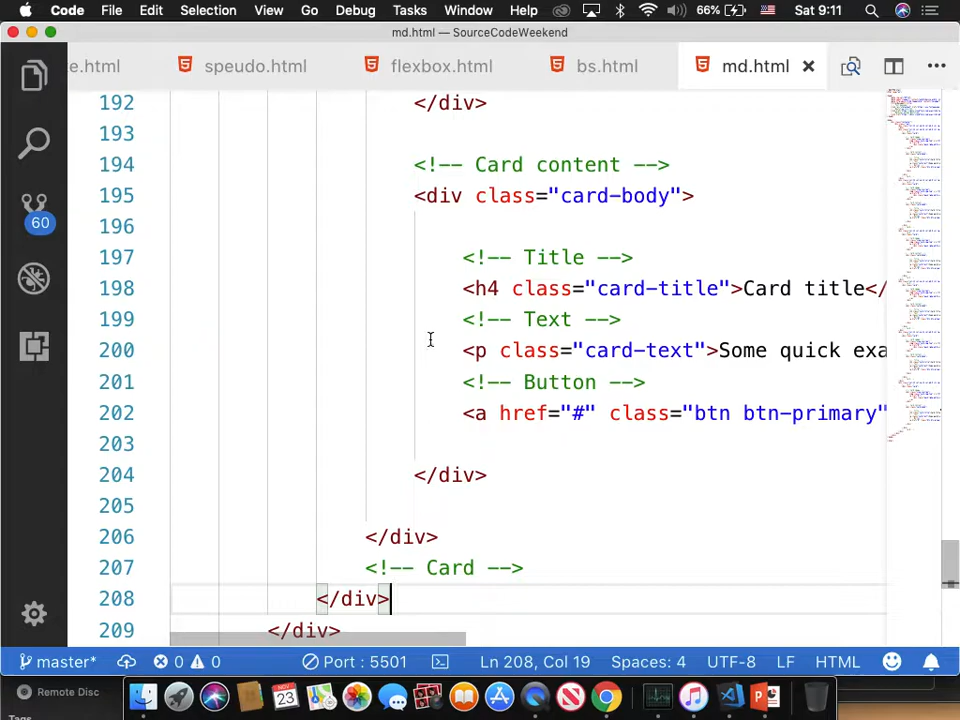 Code File Edit Selection View Go Debug Tasks Window Help 66% Sat 9:11
md.html — SourceCodeWeekend
e.html speudo.html flexbox.html bs.html md.html
192 </div>
193
194 <!-- Card content -->
195 <div class="card-body">
196
197 <!-- Title -->
198 <h4 class="card-title">Card title</
199 <!-- Text -->
200 <p class="card-text">Some quick exa
201 <!-- Button -->
202 <a href="#" class="btn btn-primary"
203
204 </div>
205
206 </div>
207 <!-- Card -->
208 </div>
209 </div>
60
master* 0 0 Port : 5501 Ln 208, Col 19 Spaces: 4 UTF-8 LF HTML
Remote Disc
Tags
NOV
23